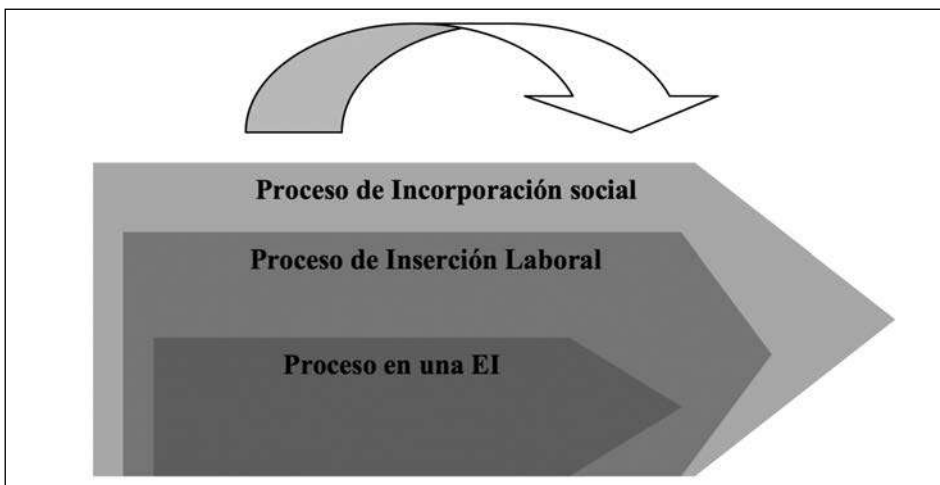 Proceso de Incorporación social
Proceso de Inserción Laboral
Proceso en una EI